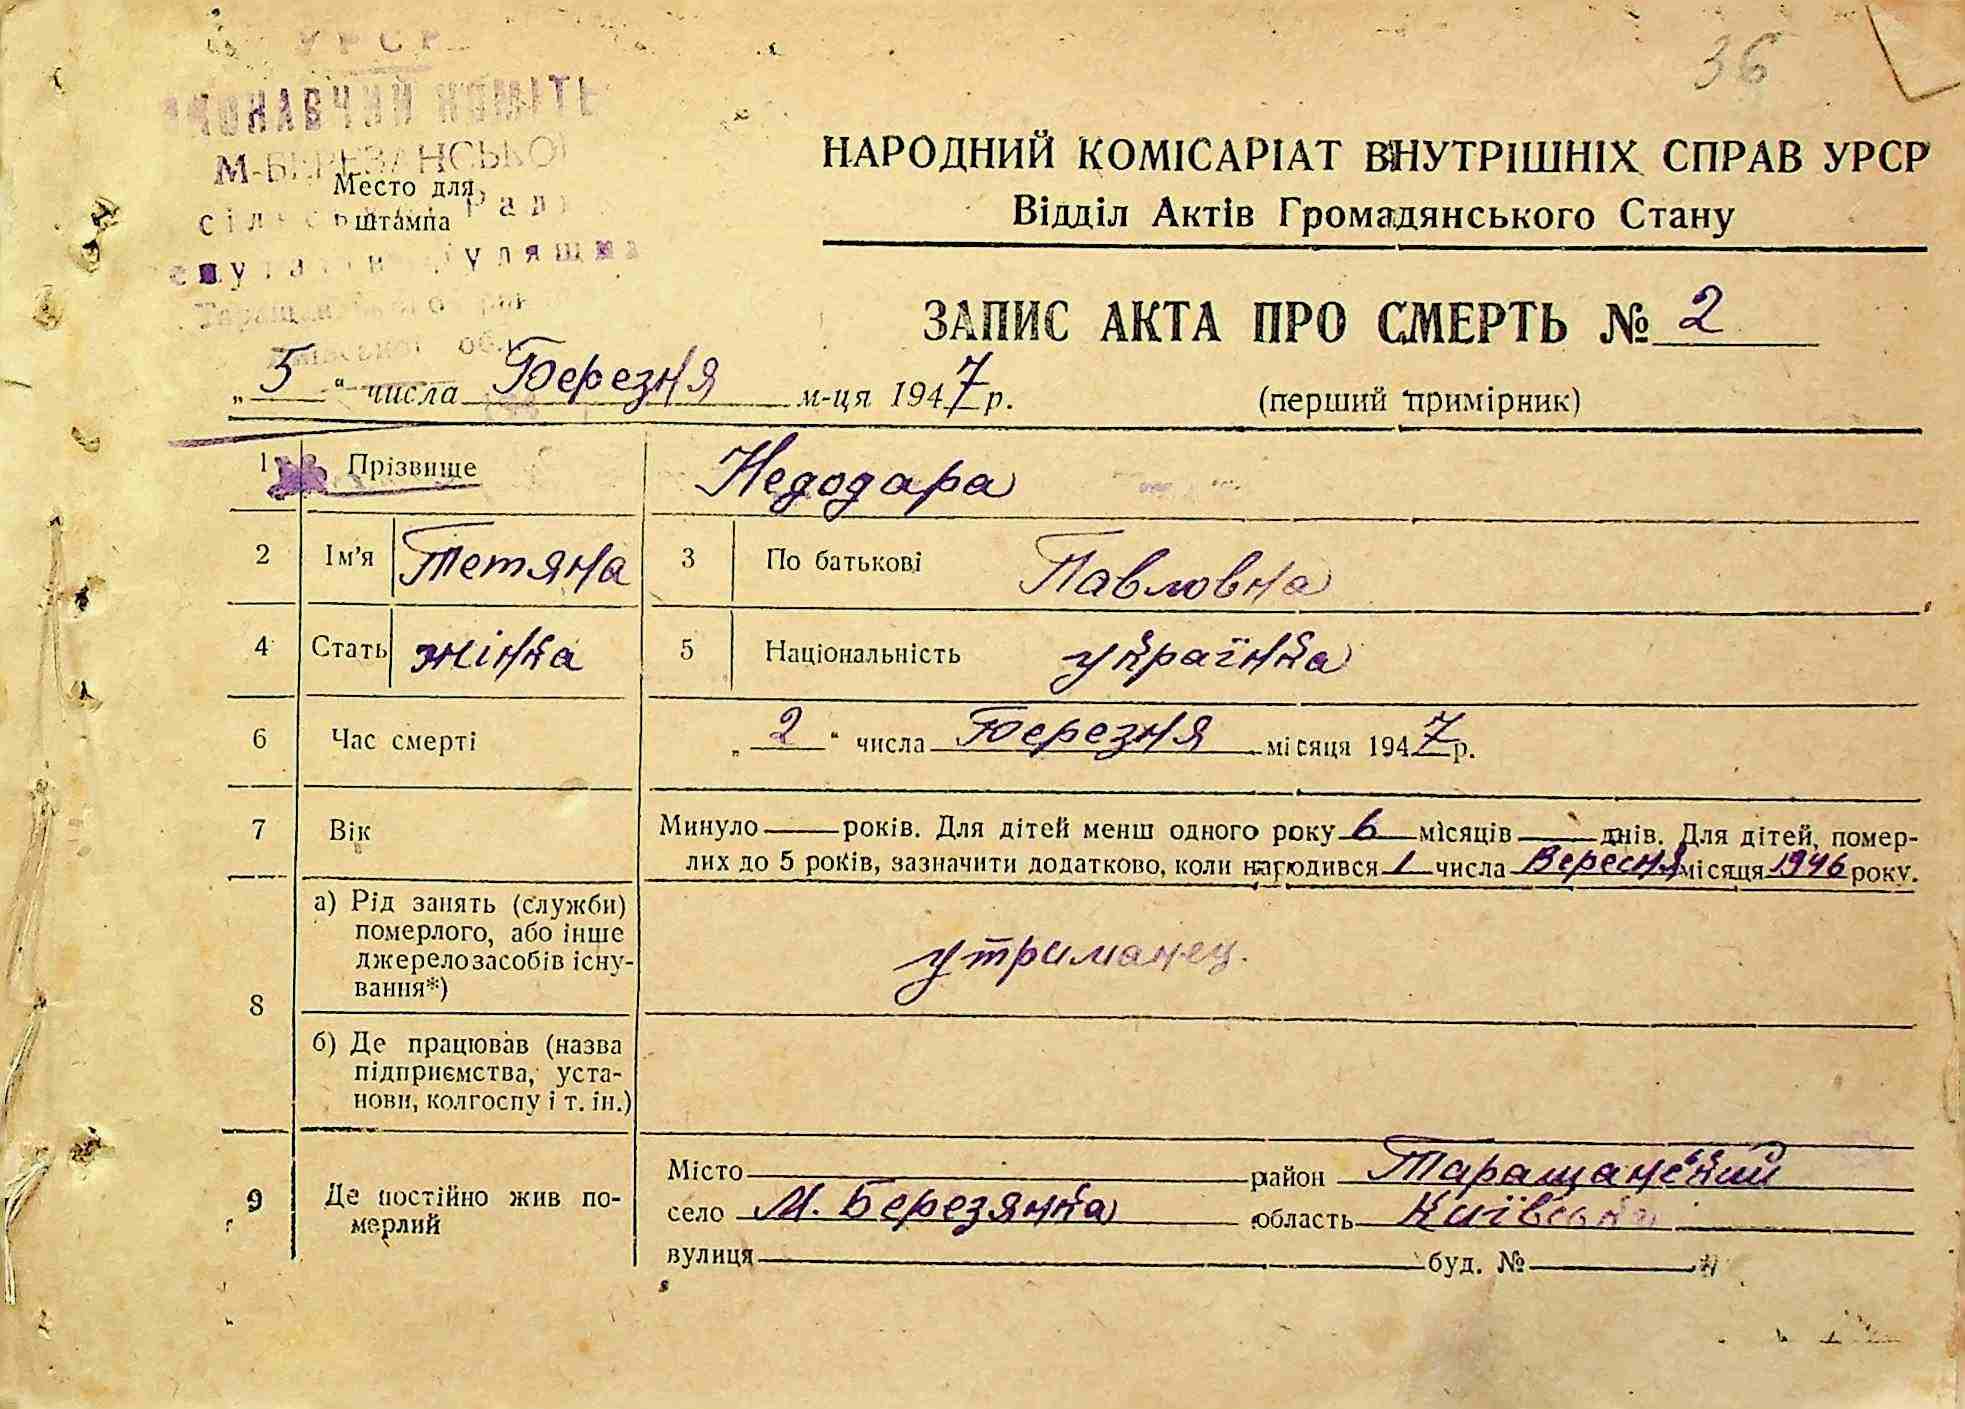 36
УРСР
М-БЕРЕЗАНСЬКОЇ
Место для
штампа
НАРОДНИЙ КОМІСАРІАТ ВНУТРІШНІХ СПРАВ УРСР
Відділ Актів Громадянського Стану
ЗАПИС АКТА ПРО СМЕРТЬ № 2
„ 5 “ числа Березня м-ця 1947 р.
(перший примірник)
1 Прізвище Недодара
2 Ім'я Тетяна 3 По батькові Павловна
4 Стать жінка 5 Національність українка
6 Час смерті „ 2 “ числа Березня місяця 1947 р.
7 Вік Минуло — років. Для дітей менш одного року 6 місяців — днів. Для дітей, помер-
лих до 5 років, зазначити додатково, коли народився 1 числа Вересня місяця 1946 року.
8 а) Рід занять (служби)
померлого, або інше
джерело засобів існу-
вання*)
утриманец.
б) Де працював (назва
підприємства, уста-
нови, колгоспу і т. ін.)
9 Де постійно жив по-
мерлий
Місто район Таращанський
село М. Березянка область Київська
вулиця буд. №